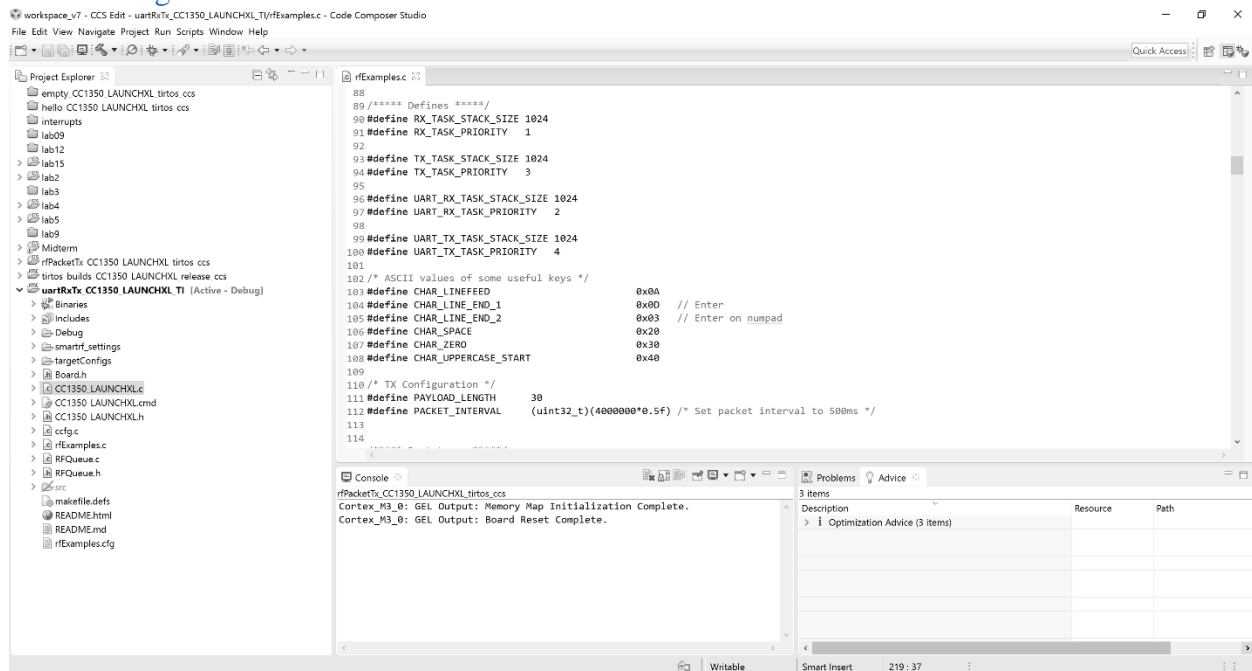 workspace_v7 - CCS Edit - uartRxTx_CC1350_LAUNCHXL_TI/rfExamples.c - Code Composer Studio
File Edit View Navigate Project Run Scripts Window Help
Quick Access
Project Explorer
empty_CC1350_LAUNCHXL_tirtos_ccs
hello_CC1350_LAUNCHXL_tirtos_ccs
interrupts
lab09
lab12
lab15
lab2
lab3
lab4
lab5
lab9
Midterm
rfPacketTx_CC1350_LAUNCHXL_tirtos_ccs
tirtos_builds_CC1350_LAUNCHXL_release_ccs
uartRxTx_CC1350_LAUNCHXL_TI [Active - Debug]
Binaries
Includes
Debug
smartrf_settings
targetConfigs
Board.h
CC1350_LAUNCHXL.c
CC1350_LAUNCHXL.cmd
CC1350_LAUNCHXL.h
ccfg.c
rfExamples.c
RFQueue.c
RFQueue.h
src
makefile.defs
README.html
README.md
rfExamples.cfg
rfExamples.c
88
89 /***** Defines *****/
90 #define RX_TASK_STACK_SIZE 1024
91 #define RX_TASK_PRIORITY   1
92
93 #define TX_TASK_STACK_SIZE 1024
94 #define TX_TASK_PRIORITY   3
95
96 #define UART_RX_TASK_STACK_SIZE 1024
97 #define UART_RX_TASK_PRIORITY   2
98
99 #define UART_TX_TASK_STACK_SIZE 1024
100 #define UART_TX_TASK_PRIORITY   4
101
102 /* ASCII values of some useful keys */
103 #define CHAR_LINEFEED                   0x0A
104 #define CHAR_LINE_END_1                 0x0D   // Enter
105 #define CHAR_LINE_END_2                 0x03   // Enter on numpad
106 #define CHAR_SPACE                      0x20
107 #define CHAR_ZERO                       0x30
108 #define CHAR_UPPERCASE_START            0x40
109
110 /* TX Configuration */
111 #define PAYLOAD_LENGTH      30
112 #define PACKET_INTERVAL     (uint32_t)(4000000*0.5f) /* Set packet interval to 500ms */
113
114
Console
rfPacketTx_CC1350_LAUNCHXL_tirtos_ccs
Cortex_M3_0: GEL Output: Memory Map Initialization Complete.
Cortex_M3_0: GEL Output: Board Reset Complete.
Problems Advice
3 items
Description Resource Path
i Optimization Advice (3 items)
Writable Smart Insert 219 : 37